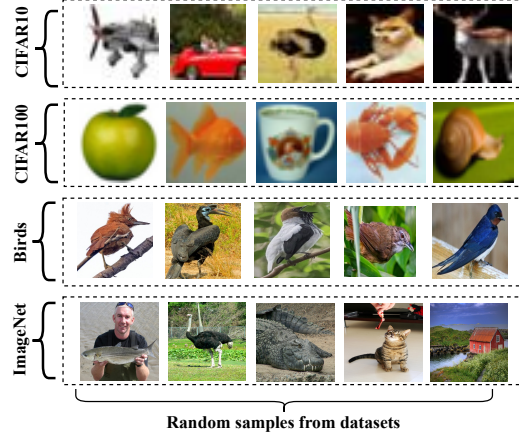 CIFAR10
CIFAR100
Birds
ImageNet
Random samples from datasets